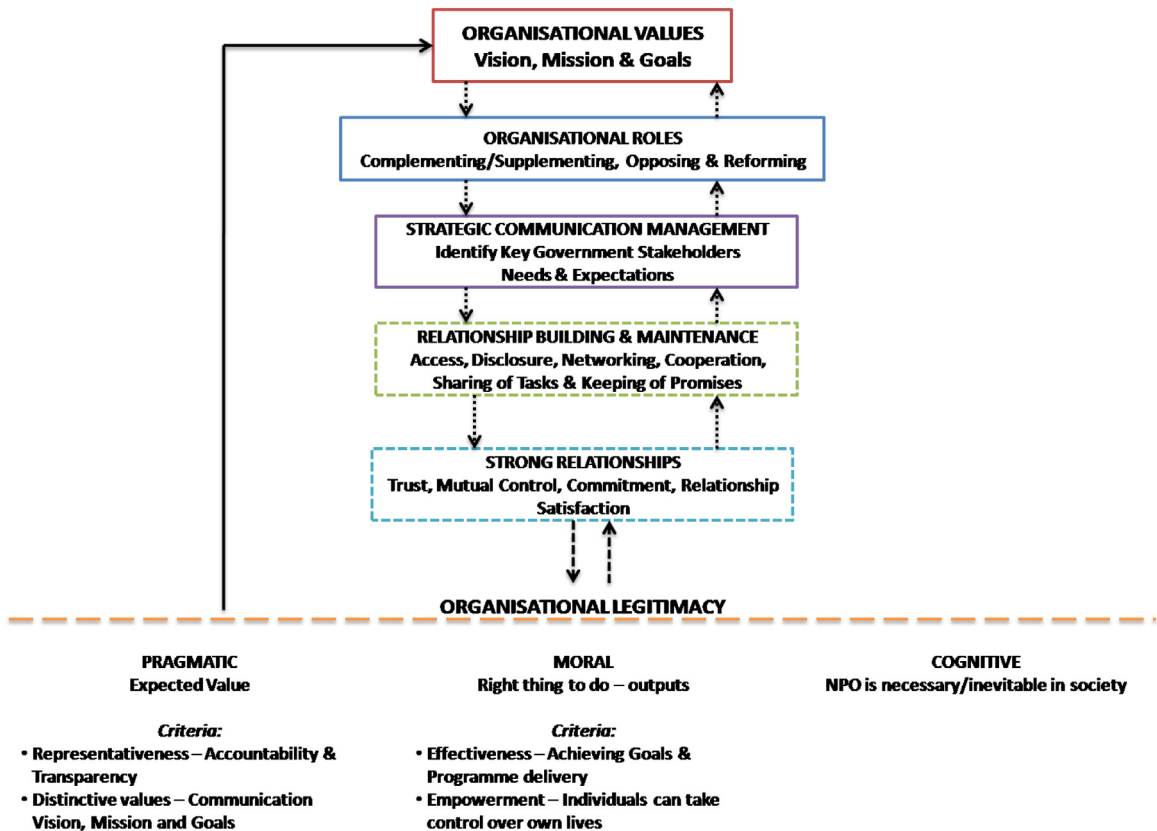 ORGANISATIONAL VALUES
Vision, Mission & Goals
ORGANISATIONAL ROLES
Complementing/Supplementing, Opposing & Reforming
STRATEGIC COMMUNICATION MANAGEMENT
Identify Key Government Stakeholders
Needs & Expectations
RELATIONSHIP BUILDING & MAINTENANCE
Access, Disclosure, Networking, Cooperation,
Sharing of Tasks & Keeping of Promises
STRONG RELATIONSHIPS
Trust, Mutual Control, Commitment, Relationship
Satisfaction
ORGANISATIONAL LEGITIMACY
PRAGMATIC
Expected Value
Criteria:
• Representativeness – Accountability &
Transparency
• Distinctive values – Communication
Vision, Mission and Goals
MORAL
Right thing to do – outputs
Criteria:
• Effectiveness – Achieving Goals &
Programme delivery
• Empowerment – Individuals can take
control over own lives
COGNITIVE
NPO is necessary/inevitable in society